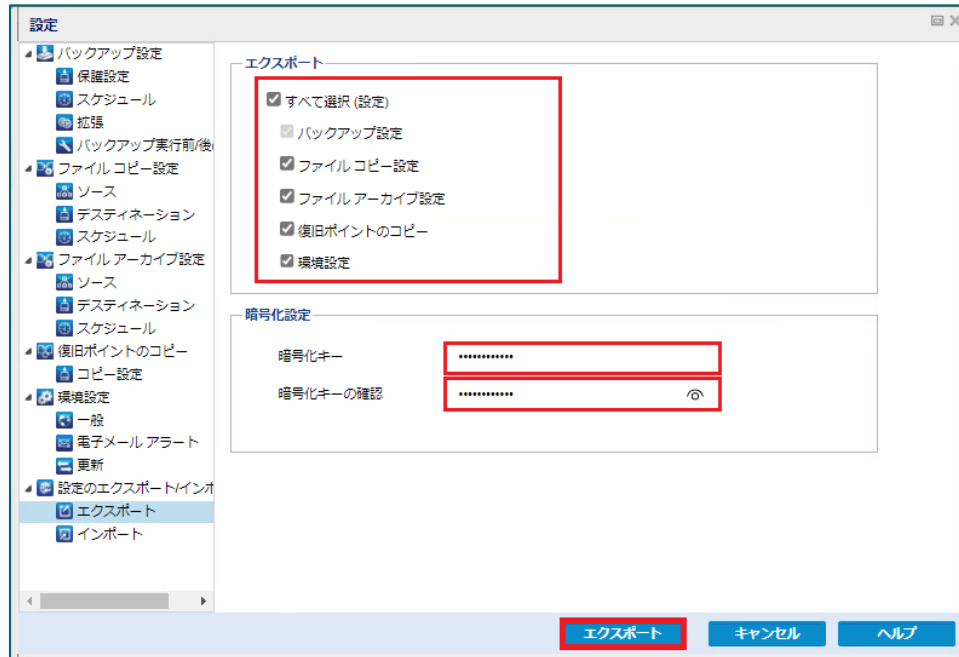 設定
バックアップ設定
保護設定
スケジュール
拡張
バックアップ実行前/後
ファイル コピー設定
ソース
デスティネーション
スケジュール
ファイル アーカイブ設定
ソース
デスティネーション
スケジュール
復旧ポイントのコピー
コピー設定
環境設定
一般
電子メール アラート
更新
設定のエクスポート/インポ
エクスポート
インポート
エクスポート
すべて選択 (設定)
バックアップ設定
ファイル コピー設定
ファイル アーカイブ設定
復旧ポイントのコピー
環境設定
暗号化設定
暗号化キー
暗号化キーの確認
エクスポート
キャンセル
ヘルプ